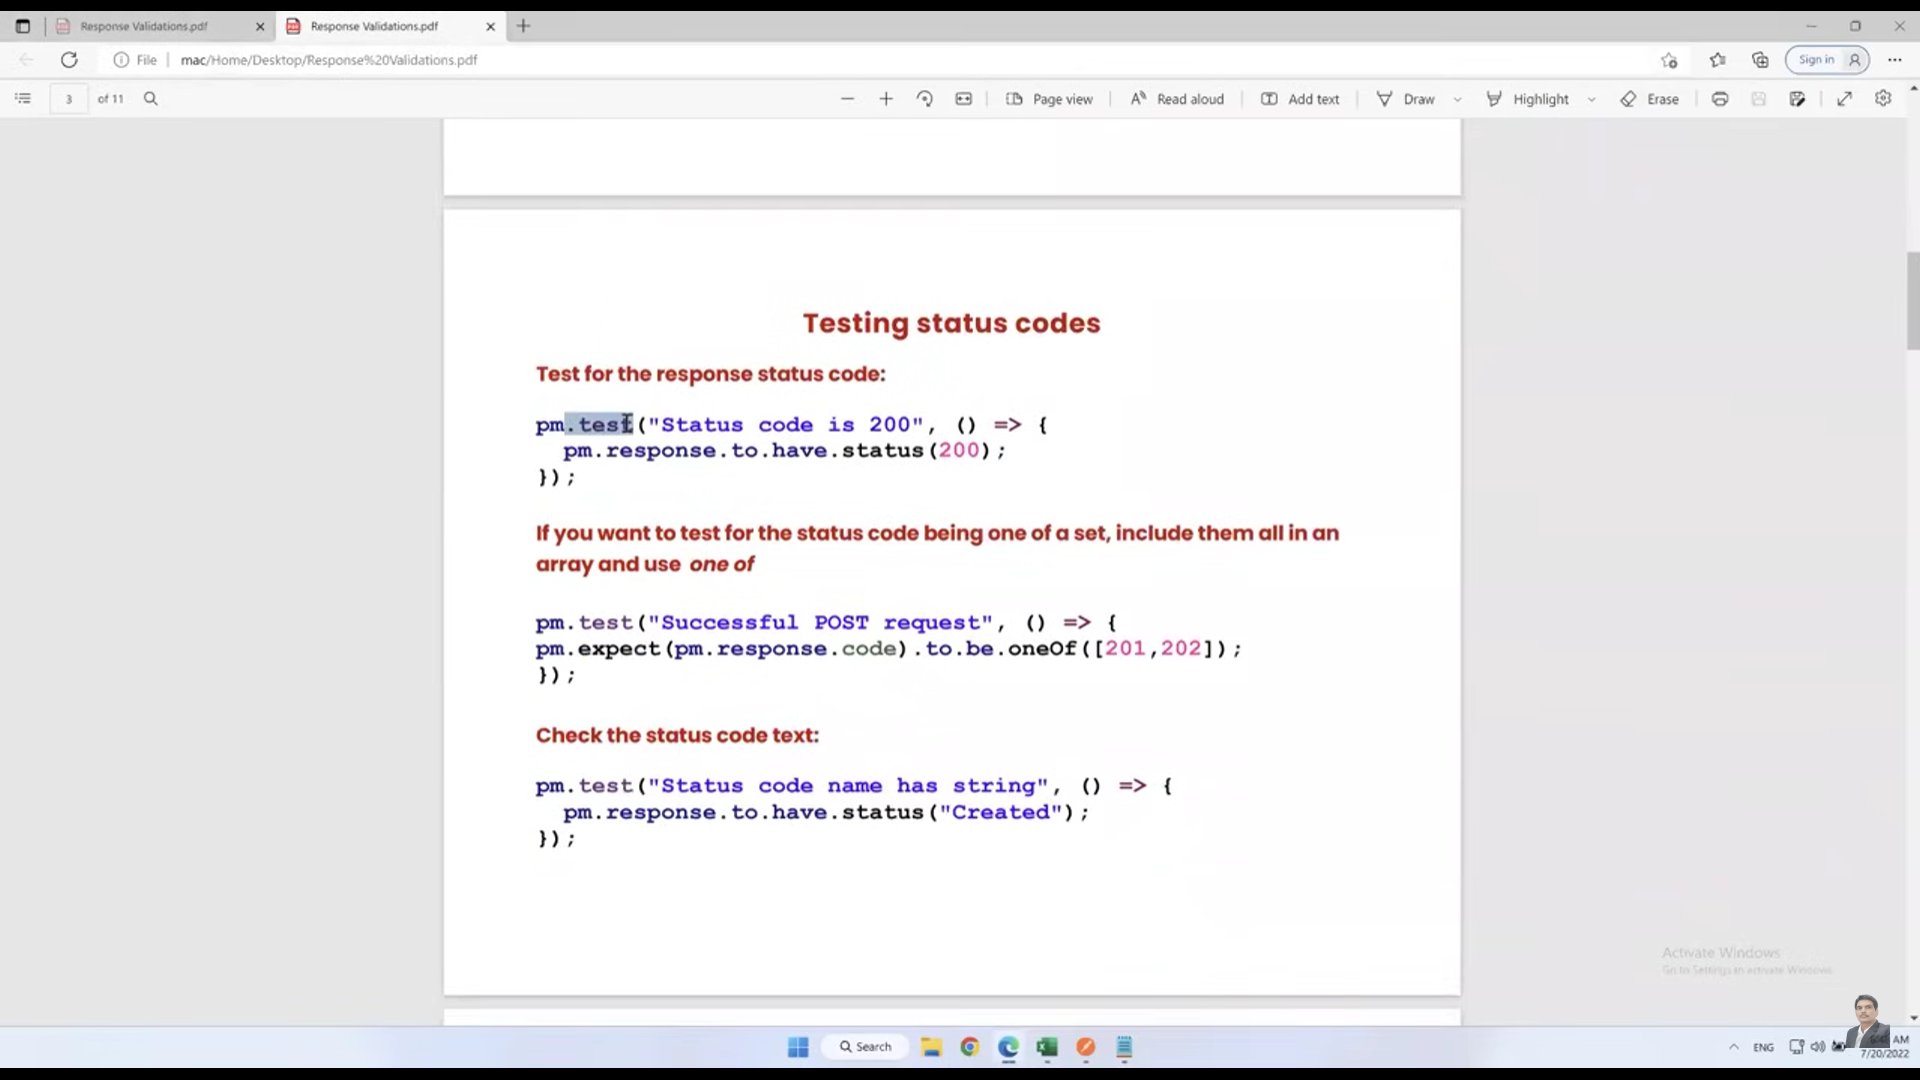 Response Validations.pdf
Response Validations.pdf
File
mac/Home/Desktop/Response%20Validations.pdf
Sign in
3 of 11
Page view
Read aloud
Add text
Draw
Highlight
Erase
Testing status codes
Test for the response status code:
pm.test("Status code is 200", () => {
pm.response.to.have.status(200);
});
If you want to test for the status code being one of a set, include them all in an
array and use one of
pm.test("Successful POST request", () => {
pm.expect(pm.response.code).to.be.oneOf([201,202]);
});
Check the status code text:
pm.test("Status code name has string", () => {
pm.response.to.have.status("Created");
});
Activate Windows
Go to Settings to activate Windows.
Search
ENG
AM
7/20/2022